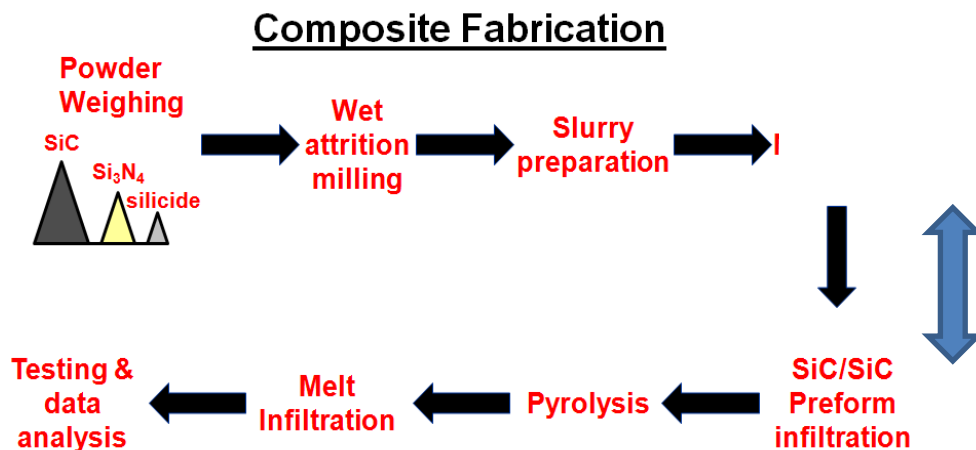 Composite Fabrication
Powder
Weighing
SiC
Si₃N₄
silicide
Wet
attrition
milling
Slurry
preparation
I
SiC/SiC
Preform
infiltration
Pyrolysis
Melt
Infiltration
Testing &
data
analysis